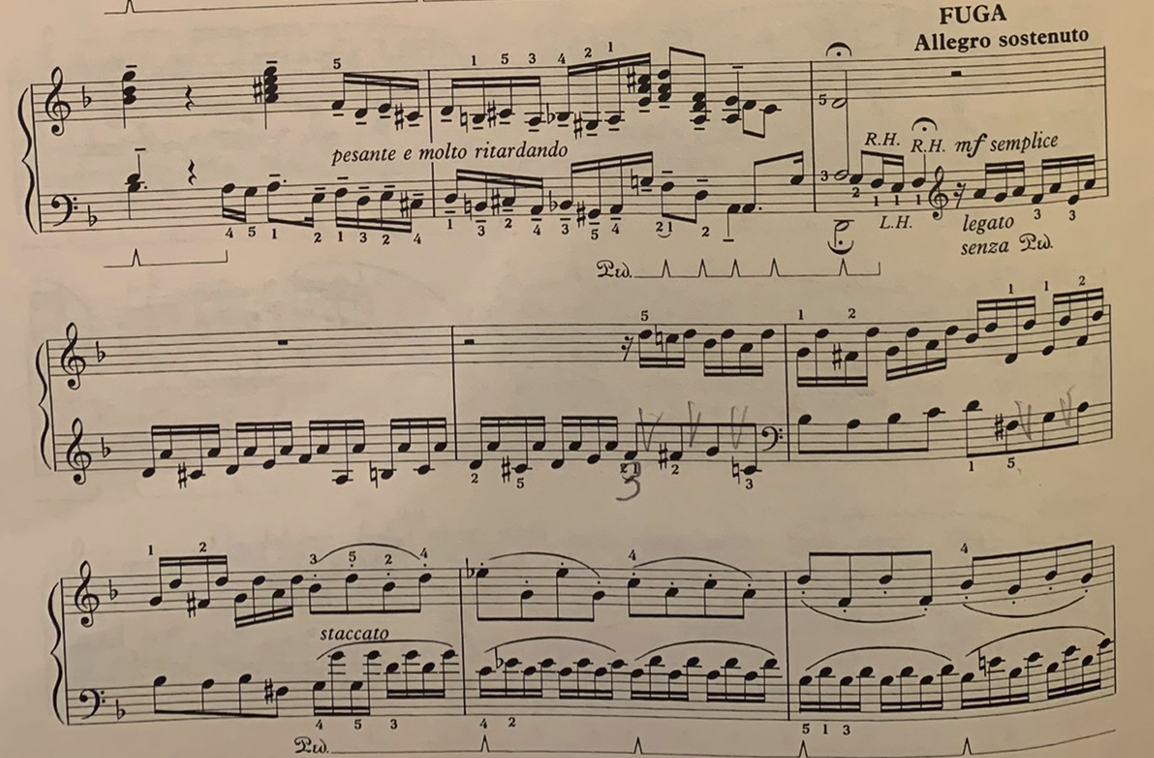 FUGA
Allegro sostenuto
5
1 5 3 4 2 1
5
pesante e molto ritardando
R.H. R.H. mf semplice
3 2 1 1 1
L.H. legato
3 3
senza Ped.
4 5 1 2 1 3 2 4 1 3 2 4 3 5 4 2 1 2
Ped.
5 1 2 1 1 2
2 5 2 1 2 3 1 5
3
1 2 3 5 2 4 4 4
staccato
4 5 3 4 2 5 1 3
Ped.